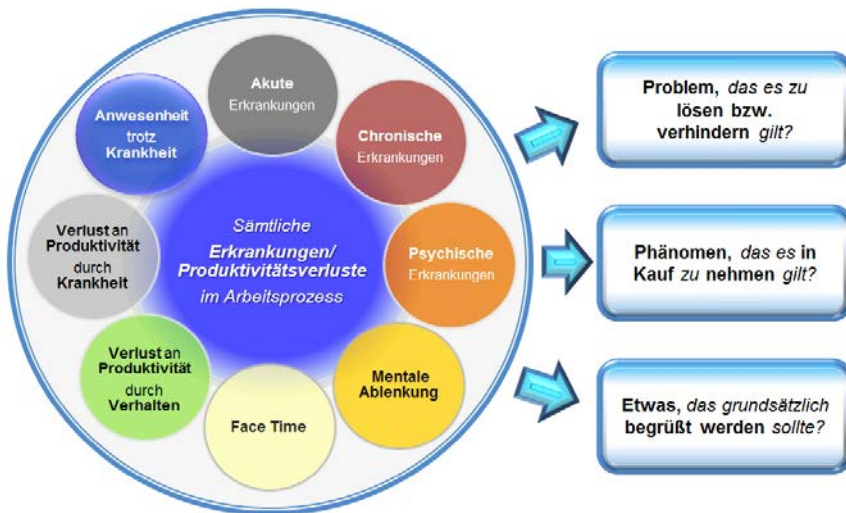 Akute
Erkrankungen
Chronische
Erkrankungen
Psychische
Erkrankungen
Mentale
Ablenkung
Face Time
Verlust an
Produktivität
durch
Verhalten
Verlust an
Produktivität
durch
Krankheit
Anwesenheit
trotz
Krankheit
Sämtliche
Erkrankungen/
Produktivitätsverluste
im Arbeitsprozess
Problem, das es zu
lösen bzw.
verhindern gilt?
Phänomen, das es in
Kauf zu nehmen gilt?
Etwas, das grundsätzlich
begrüßt werden sollte?